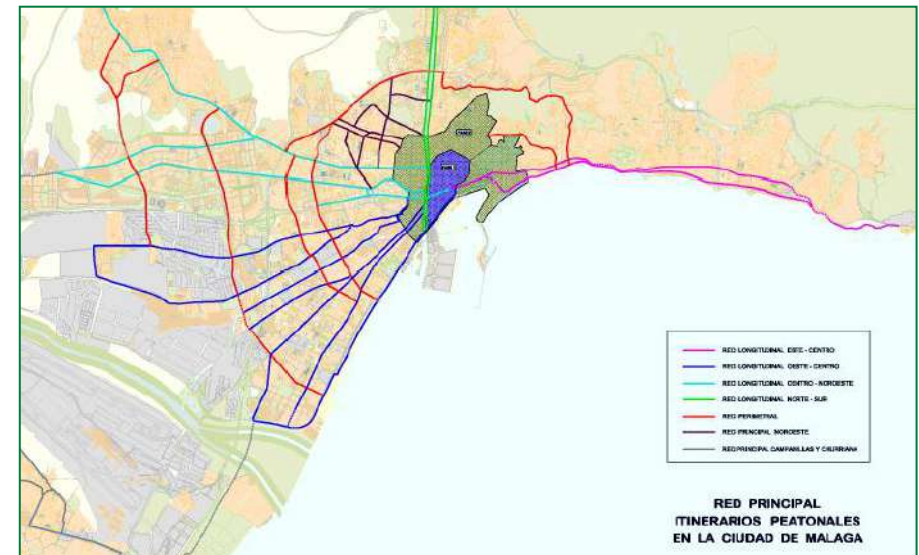 RED LONGITUDINAL ESTE - CENTRO
RED LONGITUDINAL OESTE - CENTRO
RED LONGITUDINAL CENTRO - NOROESTE
RED LONGITUDINAL NORTE - SUR
RED PERIMETRAL
RED PRINCIPAL NOROESTE
RED PRINCIPAL CAMPANILLAS Y CHURRIANA
RED PRINCIPAL
ITINERARIOS PEATONALES
EN LA CIUDAD DE MALAGA